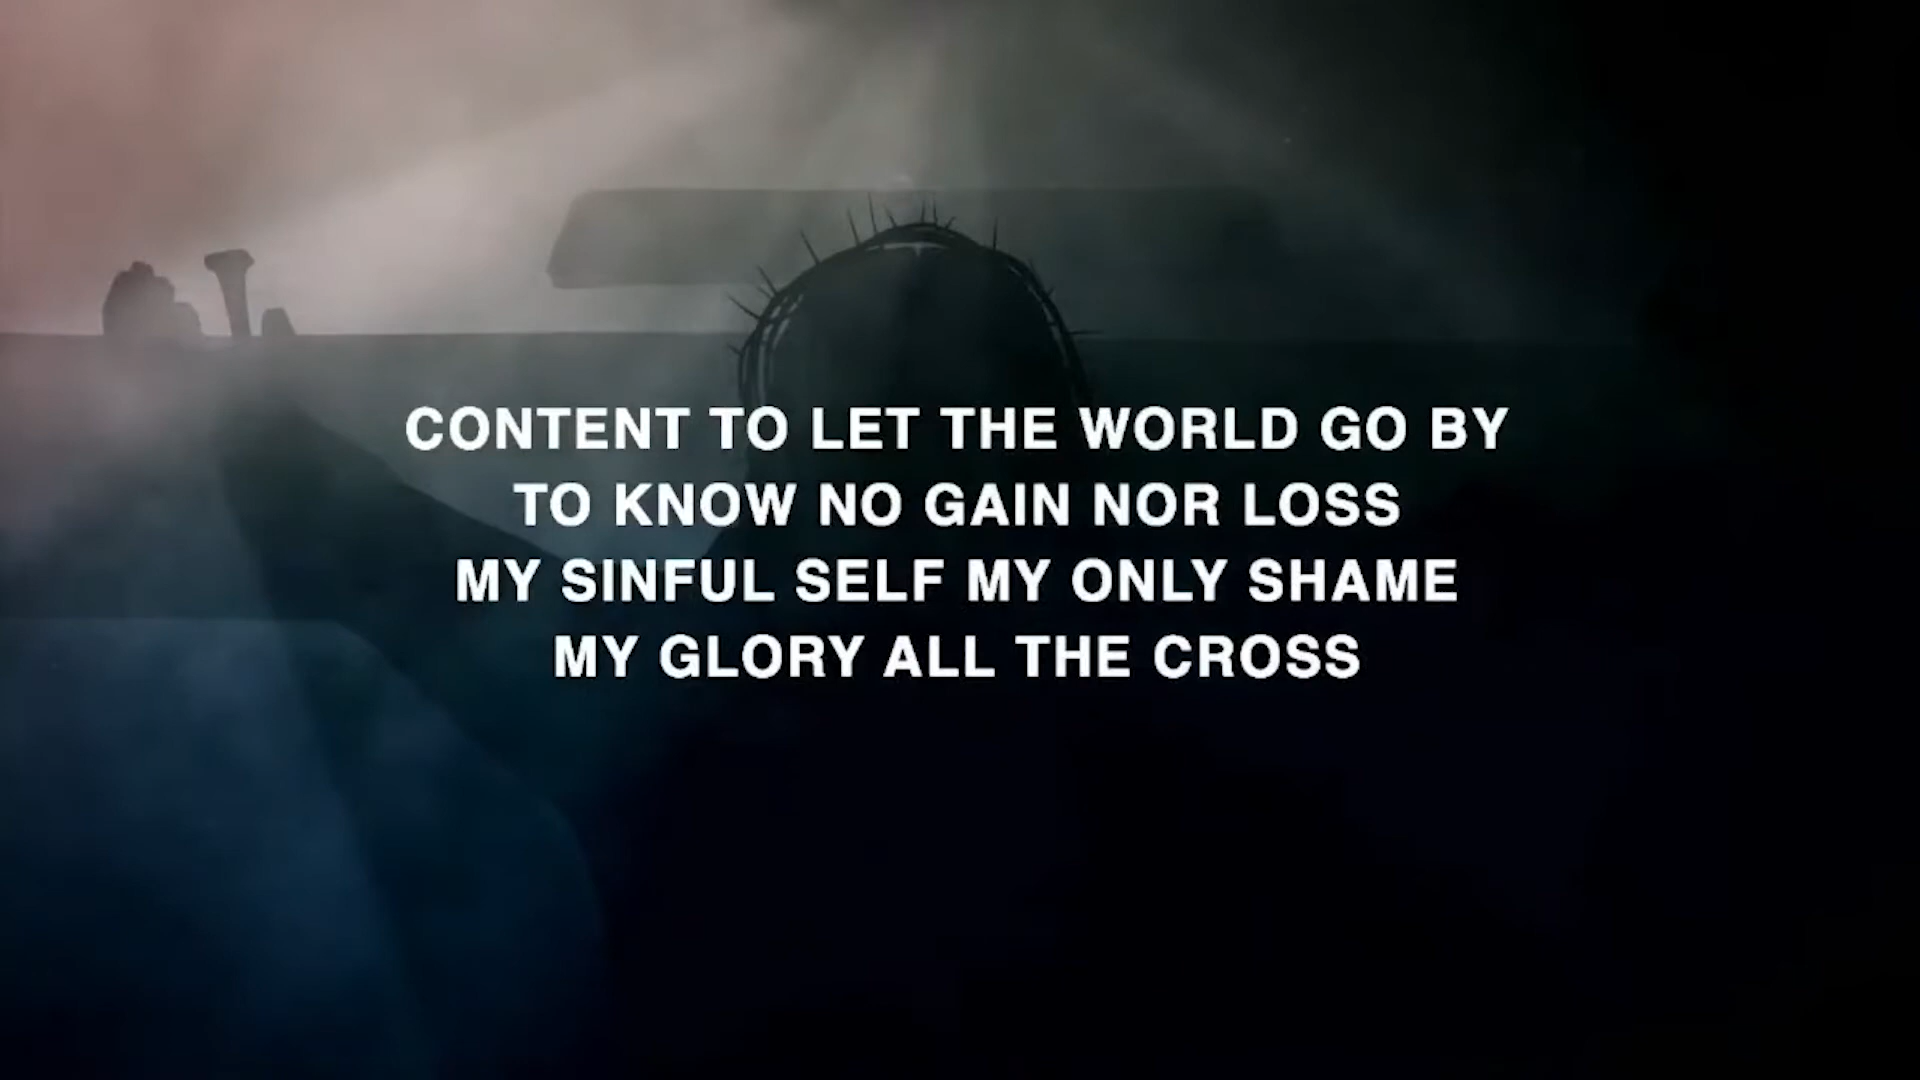 CONTENT TO LET THE WORLD GO BY
TO KNOW NO GAIN NOR LOSS
MY SINFUL SELF MY ONLY SHAME
MY GLORY ALL THE CROSS